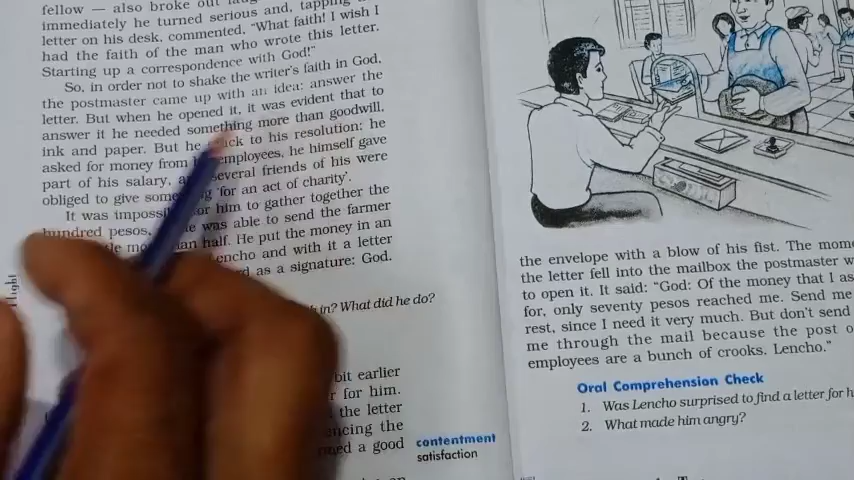 fellow — also broke out
immediately he turned serious and, tapping
letter on his desk, commented. "What faith! I wish I
had the faith of the man who wrote this letter.
Starting up a correspondence with God!"
So, in order not to shake the writer's faith in God,
the postmaster came up with an idea: answer the
letter. But when he opened it, it was evident that to
answer it he needed something more than goodwill,
ink and paper. But he to his resolution: he
asked for money from employees, he himself gave
part of his salary, several friends of his were
obliged to give 'for an act of charity'.
It was for him to gather together the
hundred pesos, was able to send the farmer
half. He put the money in an
and with it a letter
as a signature: God.
in? What did he do?
bit earlier
for him.
the letter
the
a good
contentment
satisfaction
the envelope with a blow of his fist. The
the letter fell into the mailbox the postmaster
to open it. It said: "God: Of the money that I
for, only seventy pesos reached me. Send me
rest, since I need it very much. But don't send
me through the mail because the post
employees are a bunch of crooks. Lencho."
Oral Comprehension Check
1. Was Lencho surprised to find a letter for
2. What made him angry?